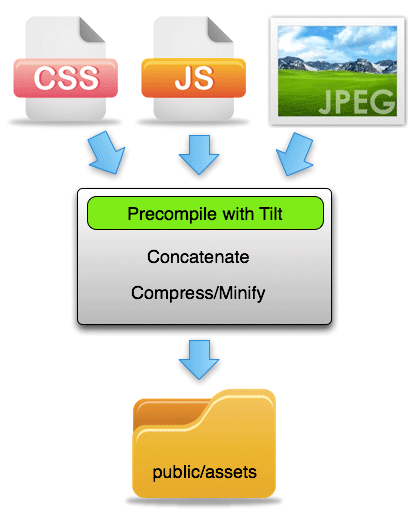 CSS
JS
JPEG
Precompile with Tilt
Concatenate
Compress/Minify
public/assets